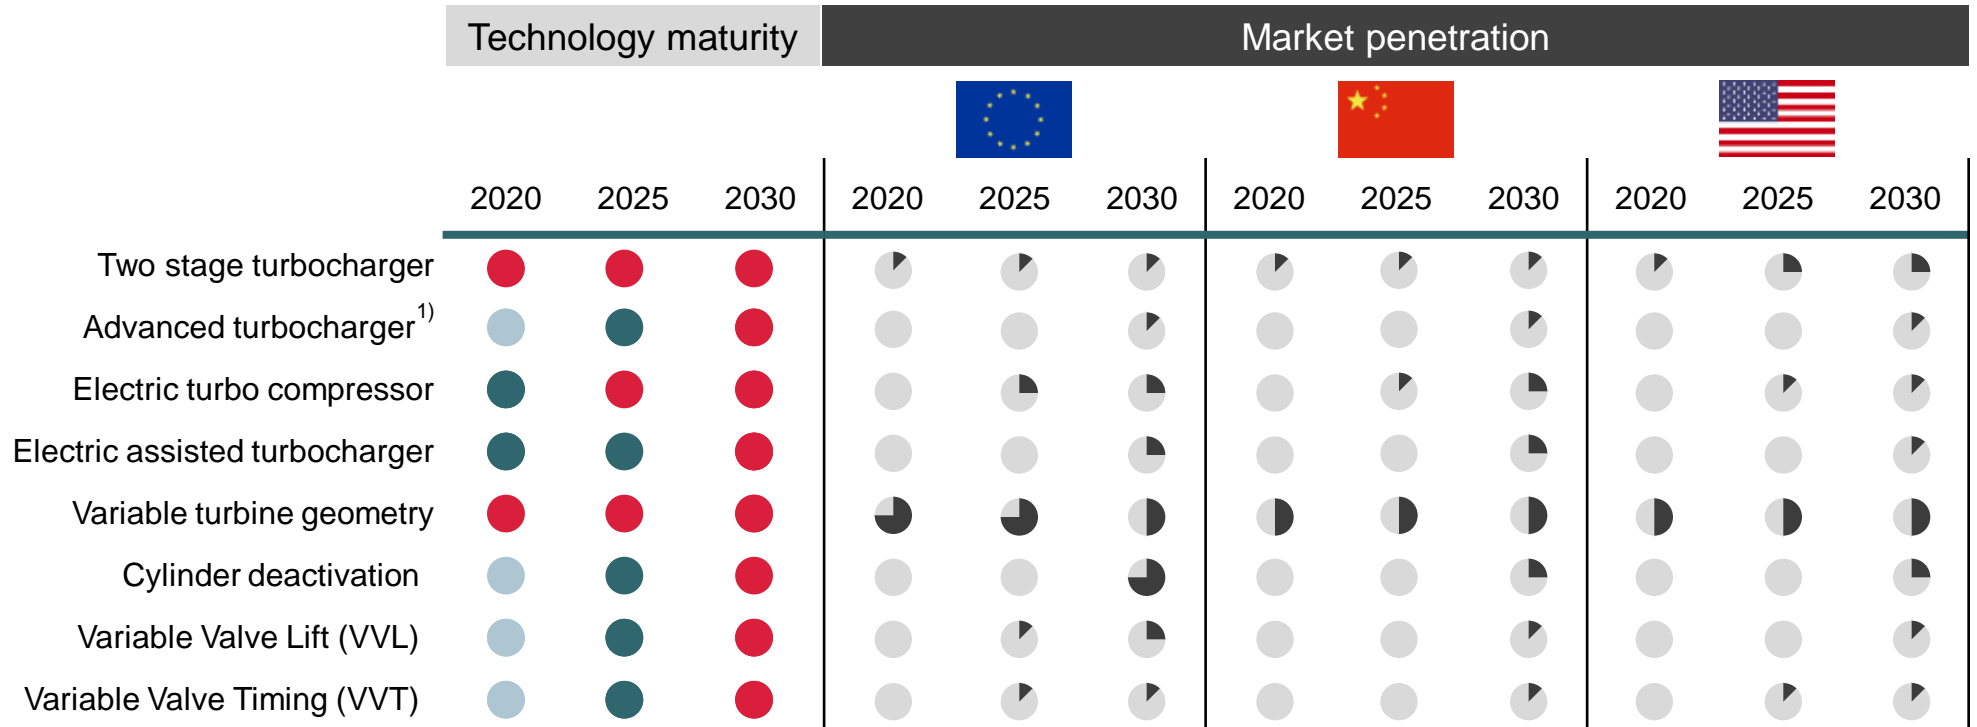 Technology maturity Market penetration
2020 2025 2030 2020 2025 2030 2020 2025 2030 2020 2025 2030
Two stage turbocharger
Advanced turbocharger1)
Electric turbo compressor
Electric assisted turbocharger
Variable turbine geometry
Cylinder deactivation
Variable Valve Lift (VVL)
Variable Valve Timing (VVT)